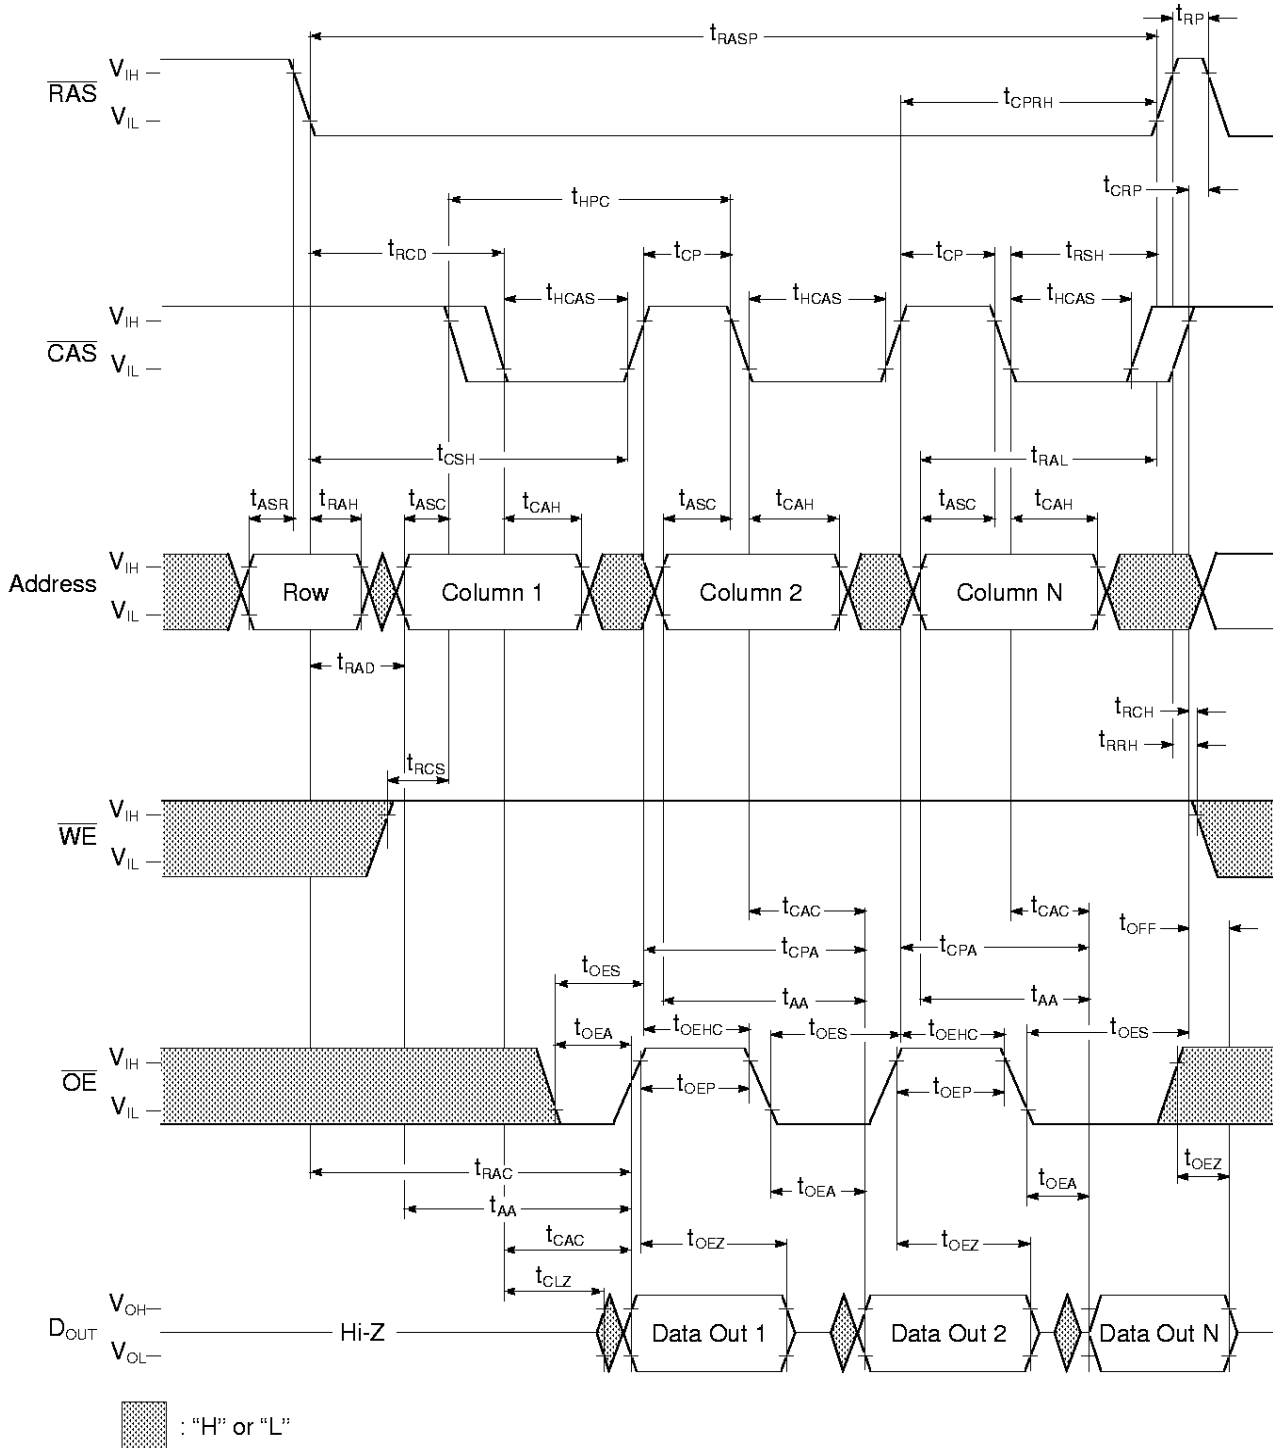 tRP
tRASP
RAS VIH
VIL
tCPRH
tCRP
tHPC
tRCD tCP tCP tRSH
tHCAS tHCAS tHCAS
CAS VIH
VIL
tCSH tRAL
tASR tRAH tASC tCAH tASC tCAH tASC tCAH
Address VIH
VIL
Row Column 1 Column 2 Column N
tRAD
tRCH
tRRH
tRCS
WE VIH
VIL
tCAC tCAC
tOFF
tCPA tCPA
tOES
tAA tAA
tOEA tOEHC tOES tOEHC tOES
OE VIH
VIL
tOEP tOEP
tRAC tOEZ
tOEA tOEA
tAA
tCAC tOEZ tOEZ
tCLZ
DOUT VOH
VOL
Hi-Z Data Out 1 Data Out 2 Data Out N
: “H” or “L”